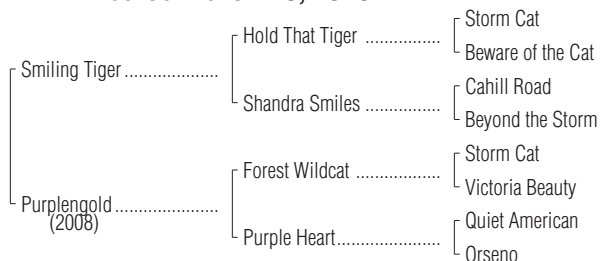 Storm Cat
Hold That Tiger ..................
Beware of the Cat
Smiling Tiger ......................
Cahill Road
Shandra Smiles ..................
Beyond the Storm
Storm Cat
Forest Wildcat ....................
Victoria Beauty
Purplengold ........................
(2008)
Quiet American
Purple Heart.........................
Orseno